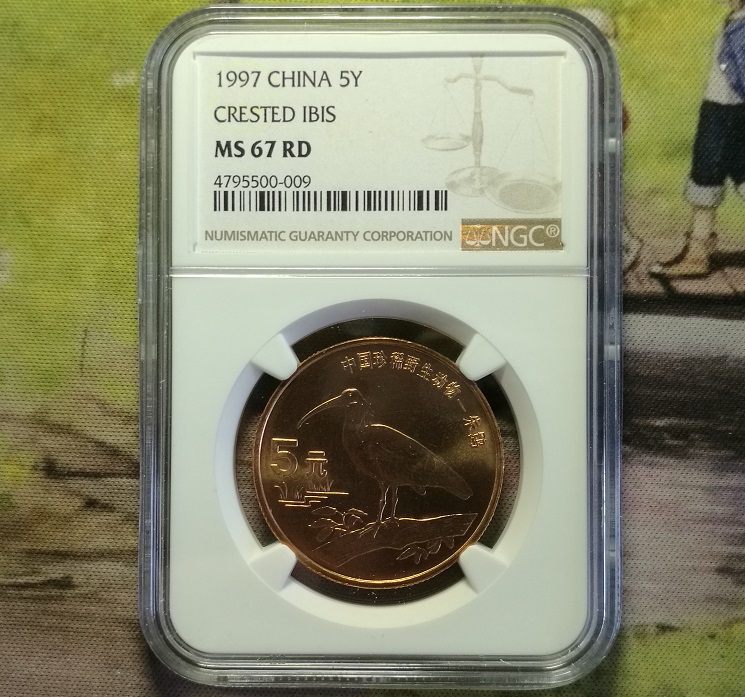 1997 CHINA 5Y
CRESTED IBIS
MS 67 RD
4795500-009
NUMISMATIC GUARANTY CORPORATION NGC®
中国珍稀野生动物—朱鹮
5元